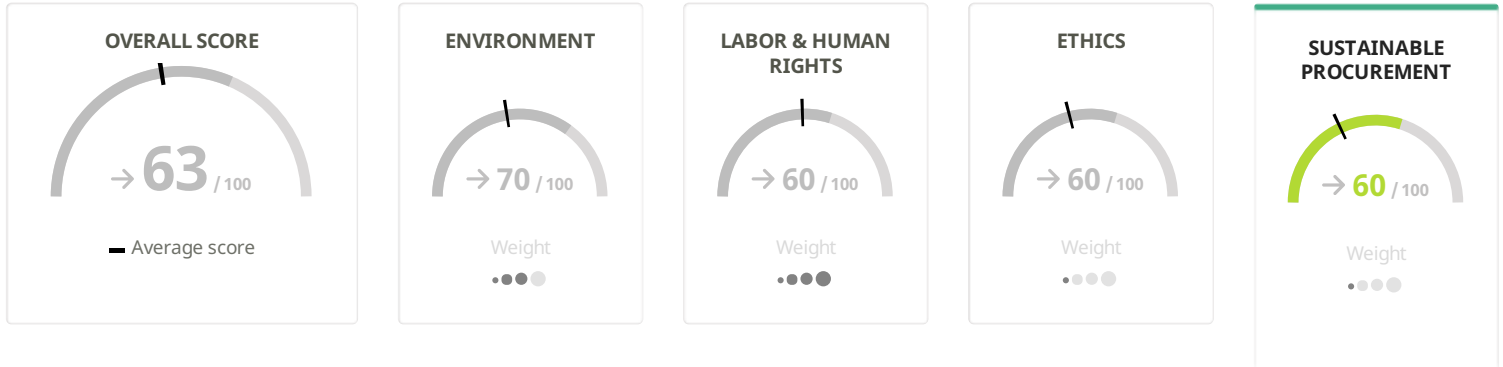 OVERALL SCORE
→ 63 / 100
Average score
ENVIRONMENT
→ 70 / 100
Weight
LABOR & HUMAN
RIGHTS
→ 60 / 100
Weight
ETHICS
→ 60 / 100
Weight
SUSTAINABLE
PROCUREMENT
→ 60 / 100
Weight